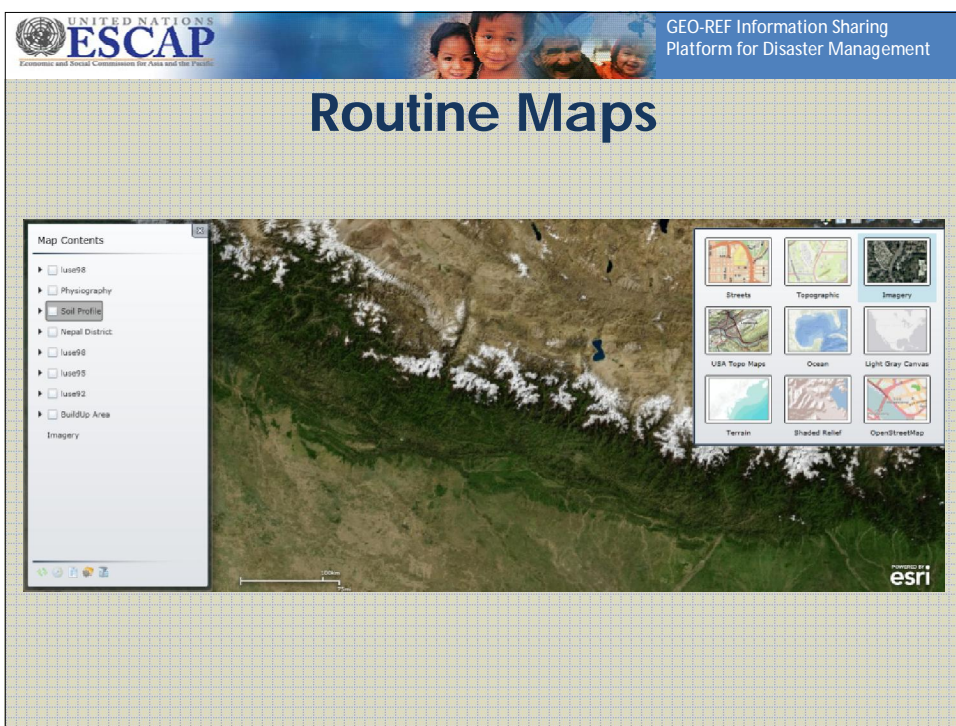 UNITED NATIONS
ESCAP
Economic and Social Commission for Asia and the Pacific
GEO-REF Information Sharing
Platform for Disaster Management
Routine Maps
Map Contents
luse98
Physiography
Soil Profile
Nepal District
luse98
luse95
luse92
BuildUp Area
Imagery
Streets
Topographic
Imagery
USA Topo Maps
Ocean
Light Gray Canvas
Terrain
Shaded Relief
OpenStreetMap
100km
75mi
POWERED BY
esri